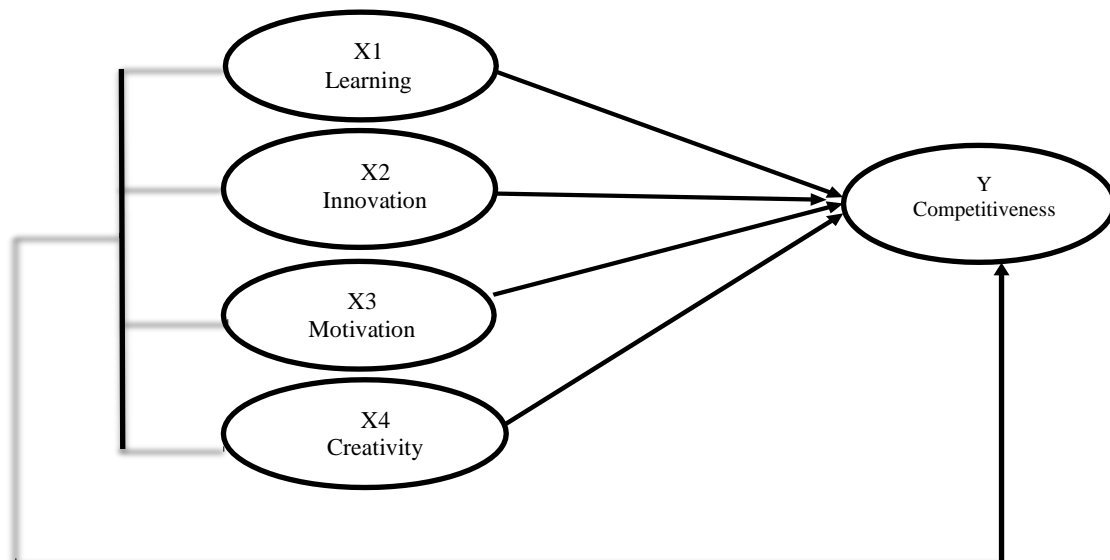 X1
Learning
X2
Innovation
X3
Motivation
X4
Creativity
Y
Competitiveness